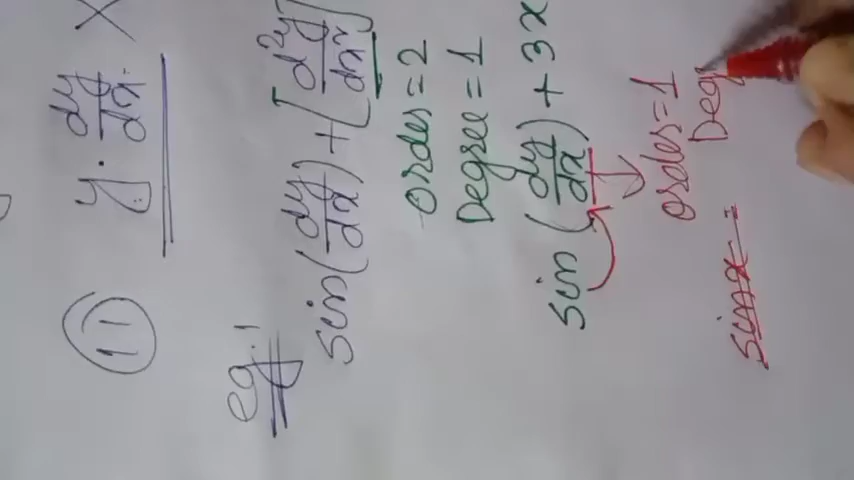 11 y · dy/dx X
eg. 1
sin(dy/dx) + [d²y/dx²]
order = 2
Degree = 1
sin(dy/dx) + 3x
order = 1
Deg
sinx =